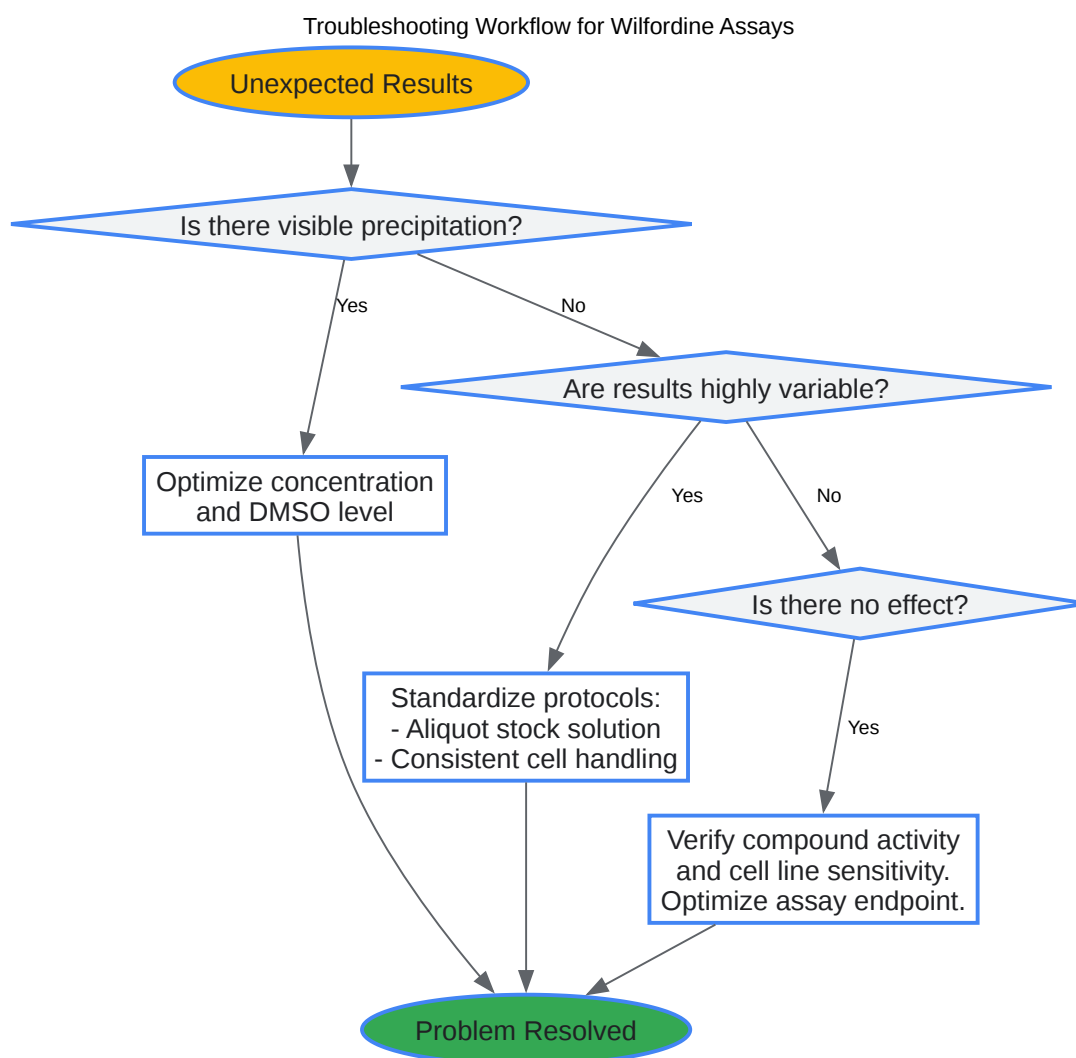 Troubleshooting Workflow for Wilfordine Assays
Unexpected Results
Is there visible precipitation?
Yes
No
Are results highly variable?
Optimize concentration
and DMSO level
Yes
No
Is there no effect?
Standardize protocols:
- Aliquot stock solution
- Consistent cell handling
Yes
Verify compound activity
and cell line sensitivity.
Optimize assay endpoint.
Problem Resolved